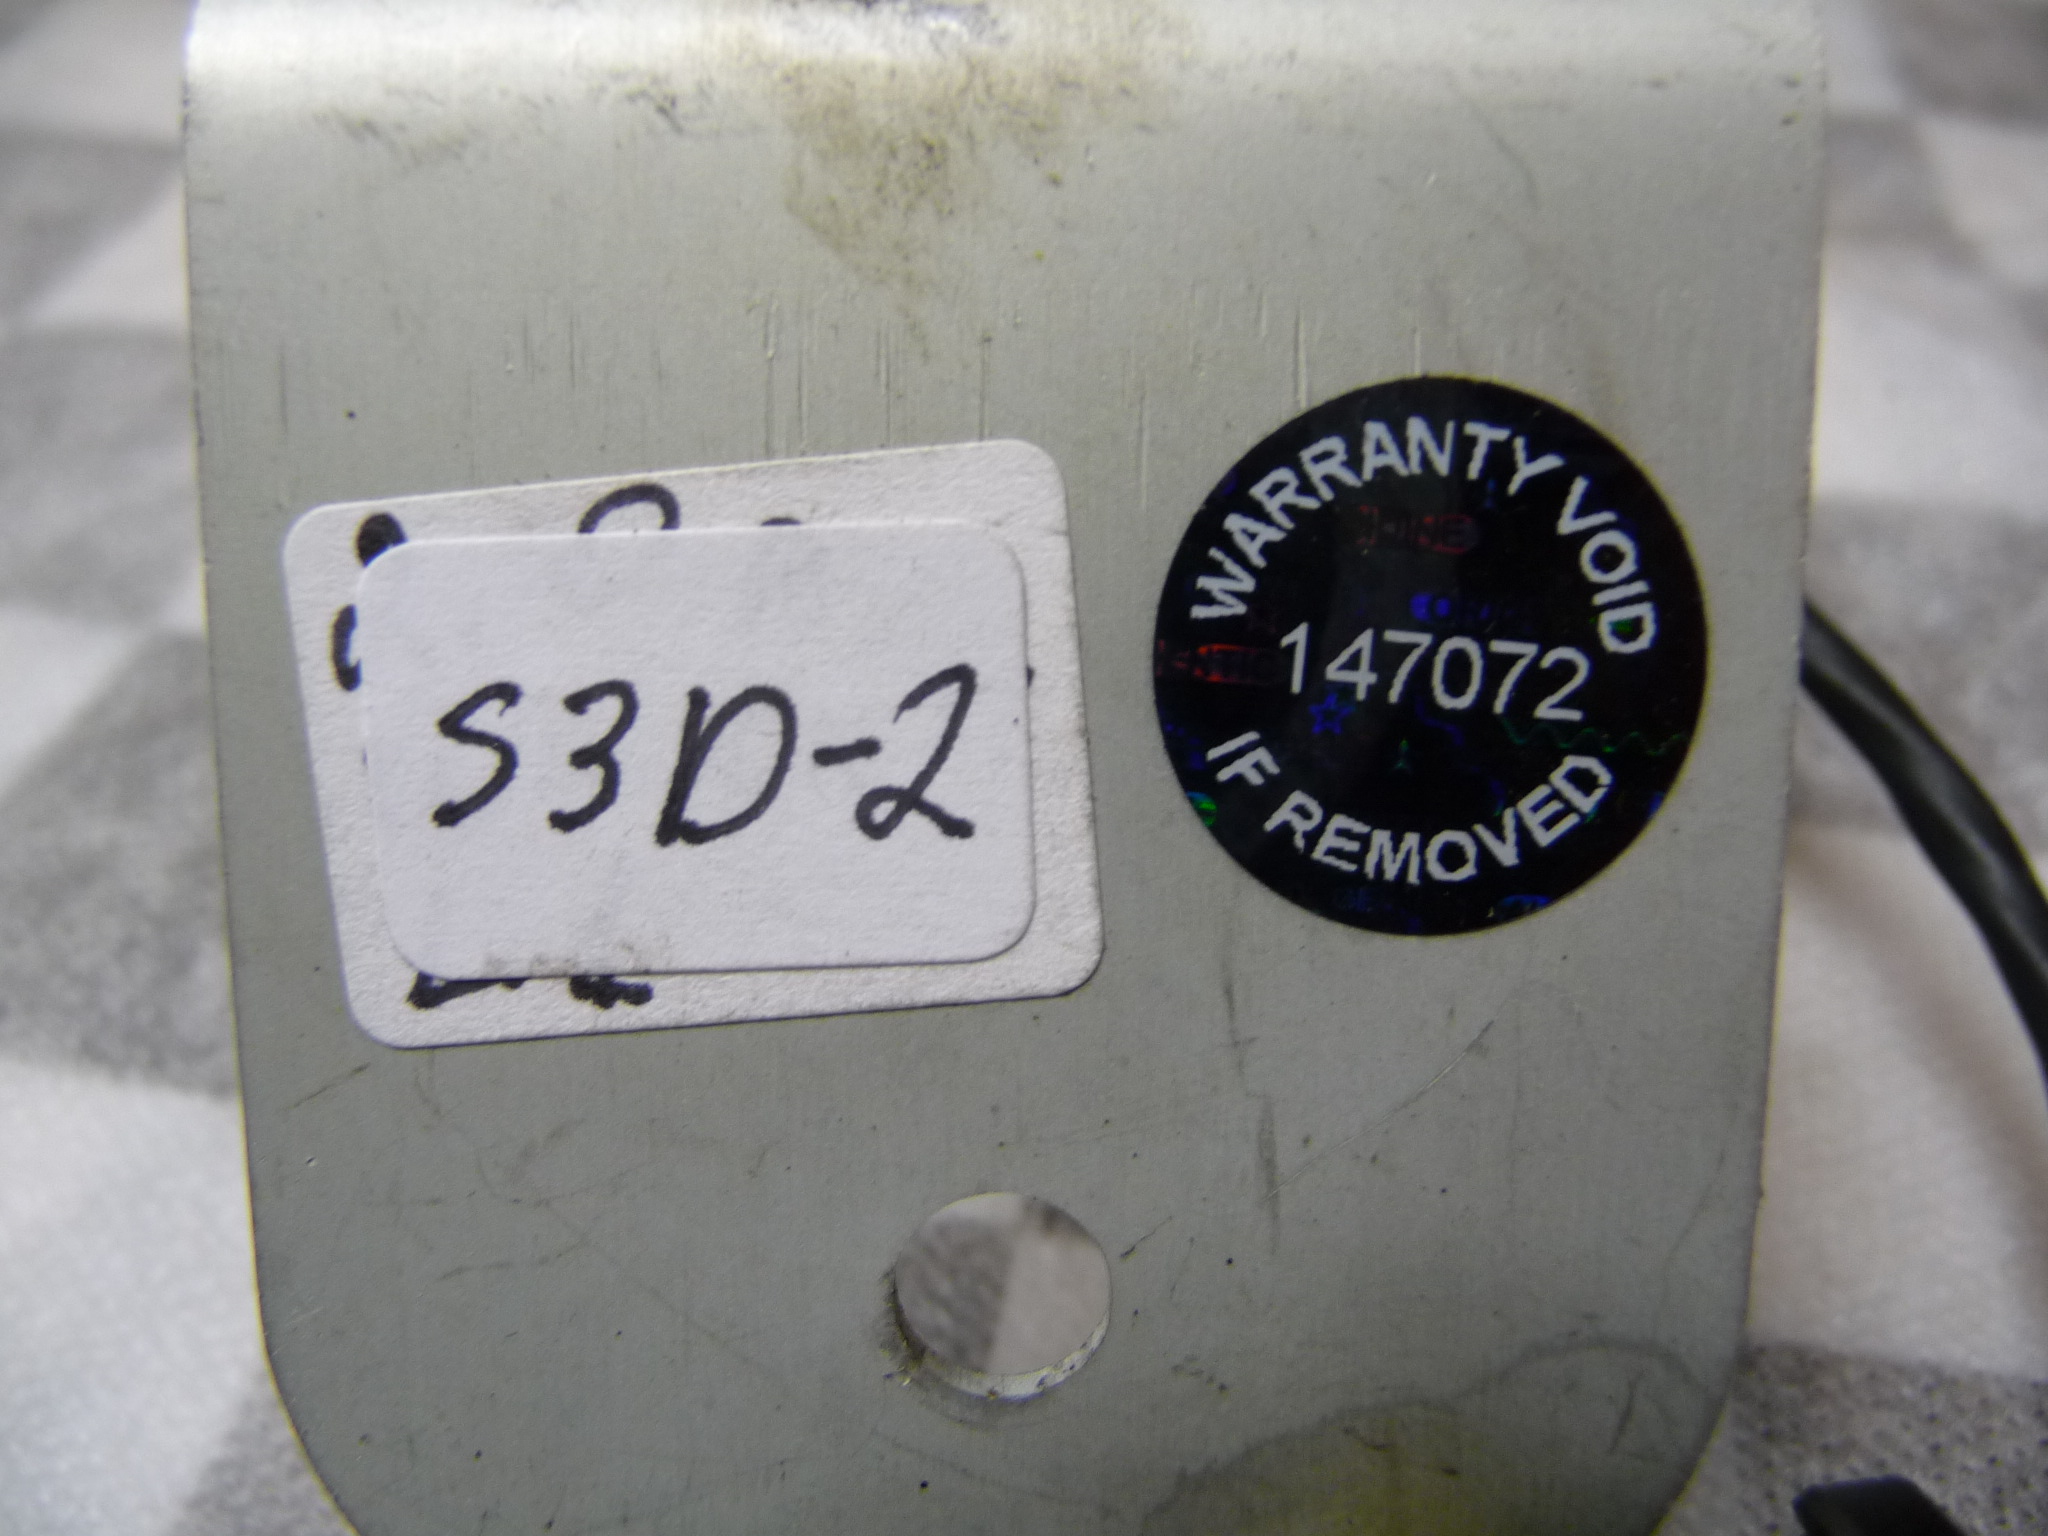 S3D-2
WARRANTY VOID
147072
IF REMOVED